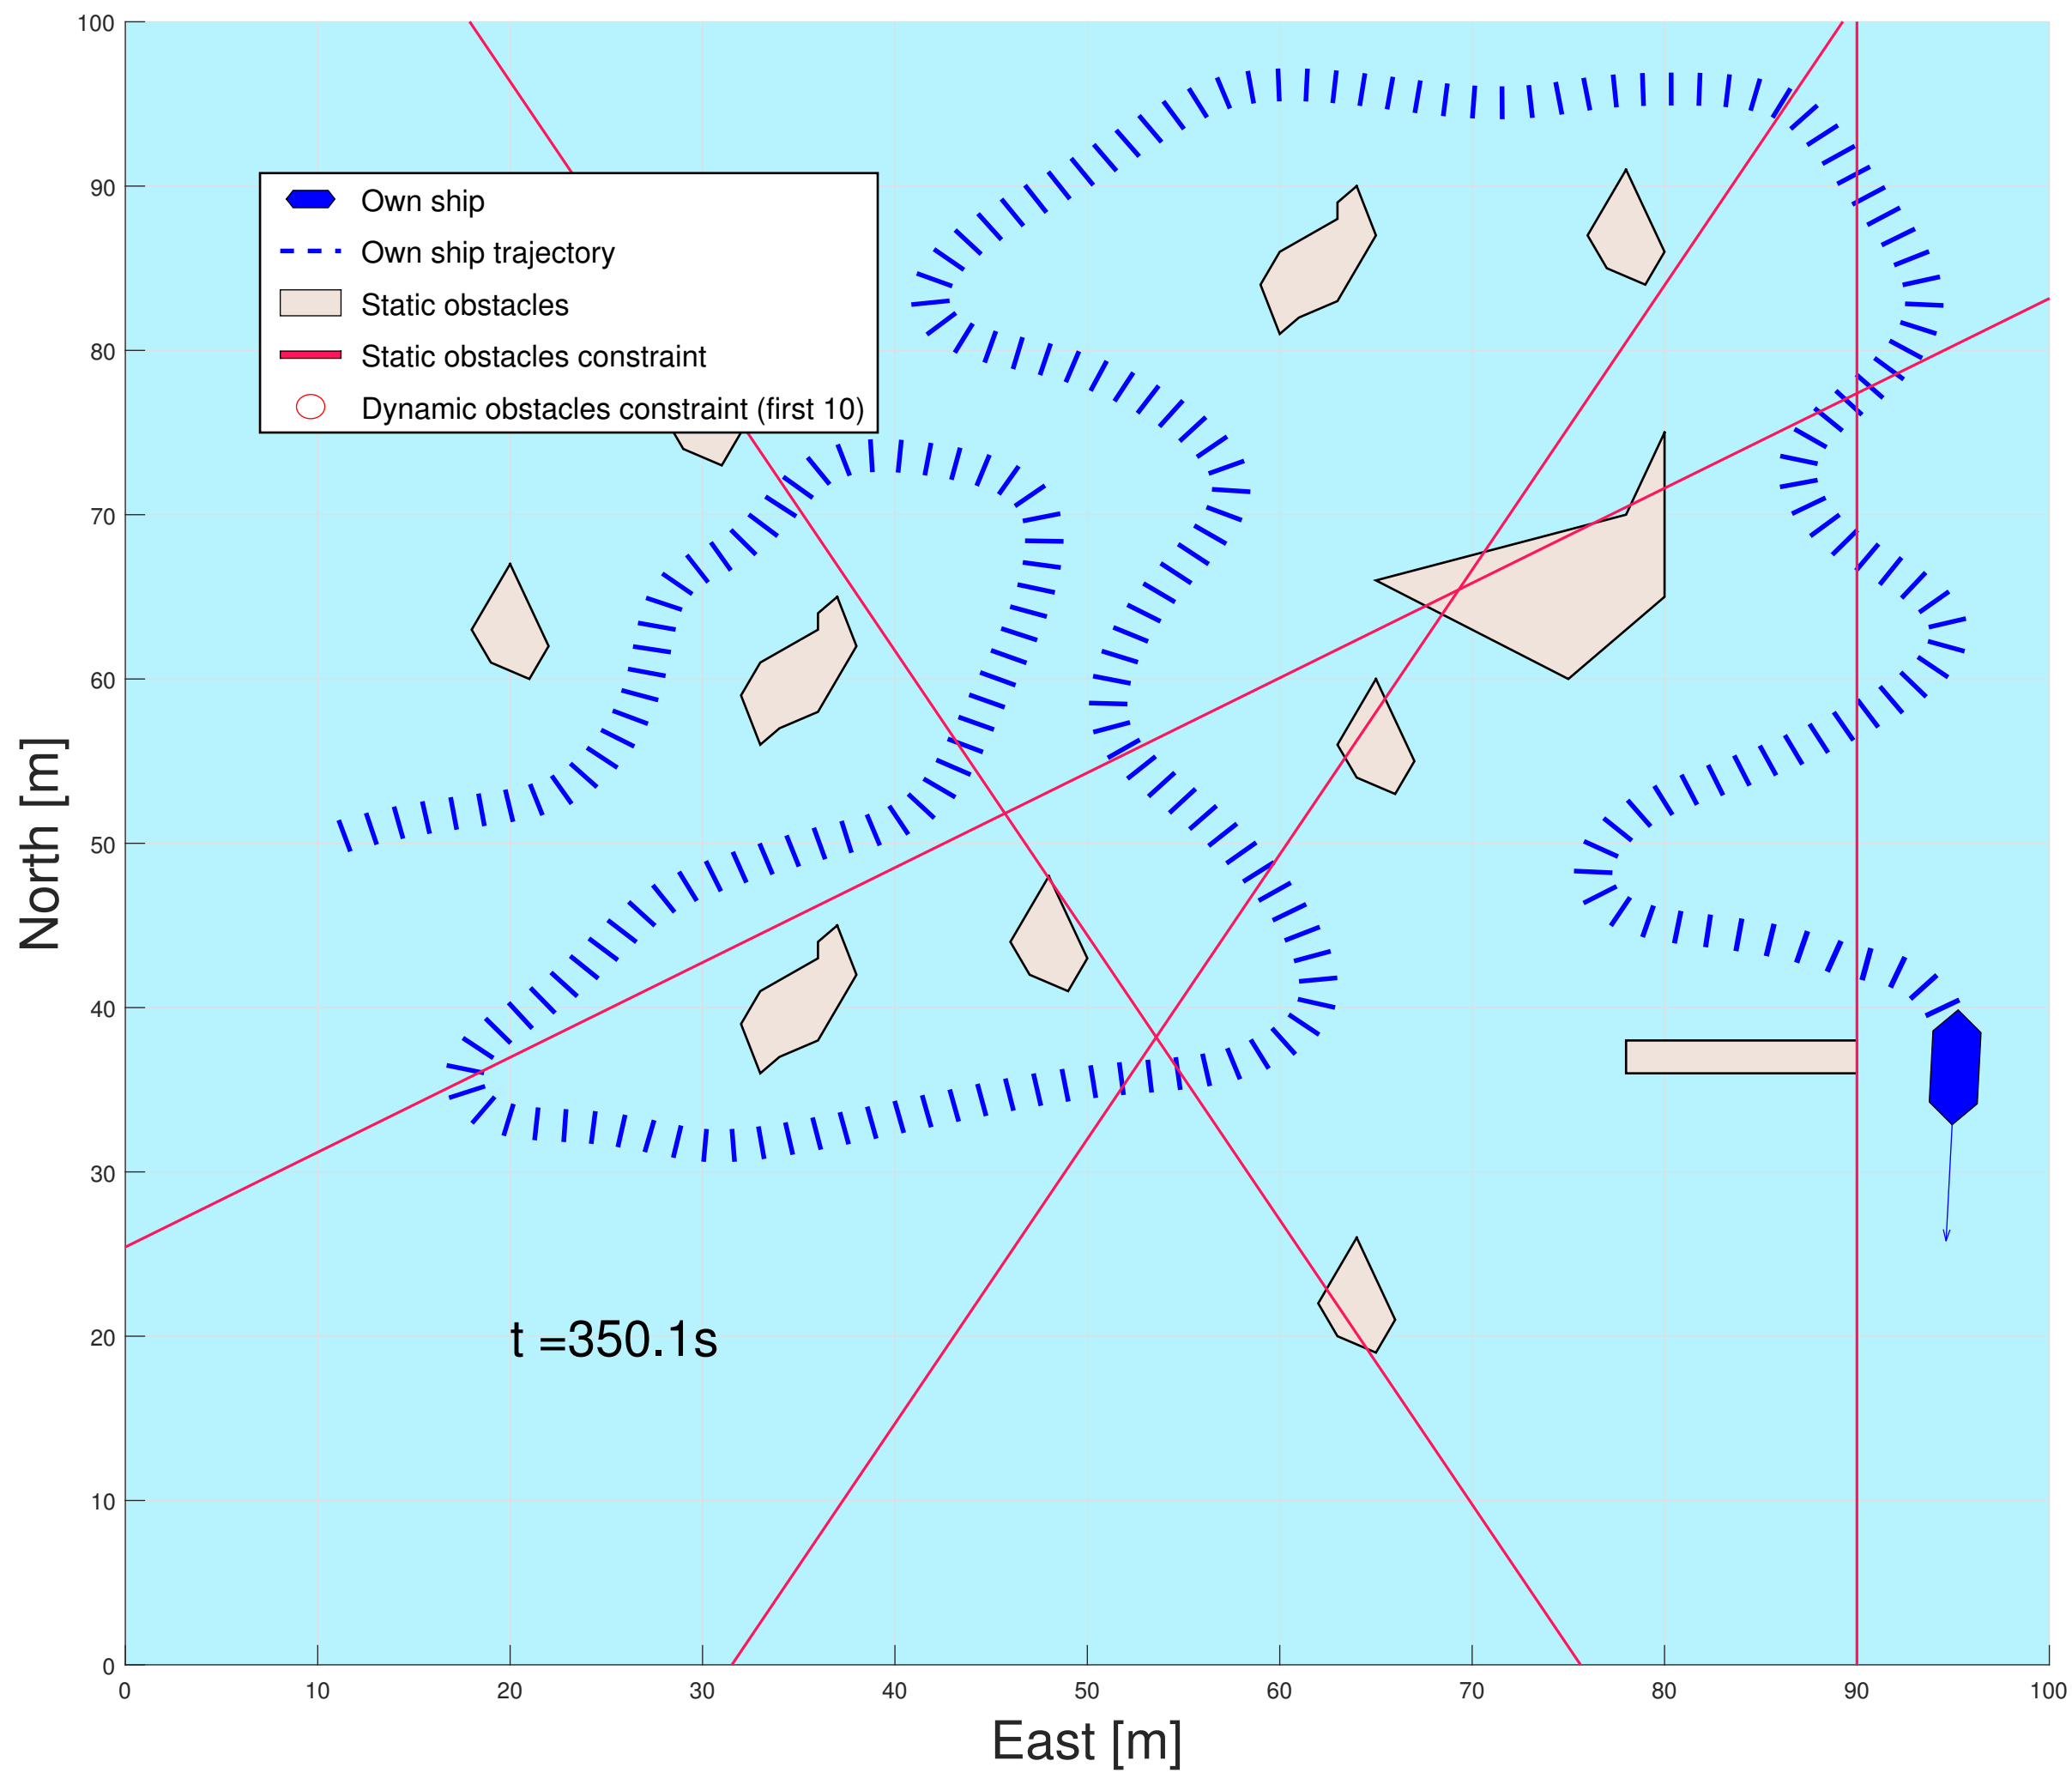 100
90
80
70
60
50
40
30
20
10
0
North [m]
Own ship
Own ship trajectory
Static obstacles
Static obstacles constraint
Dynamic obstacles constraint (first 10)
t =350.1s
0 10 20 30 40 50 60 70 80 90 100
East [m]